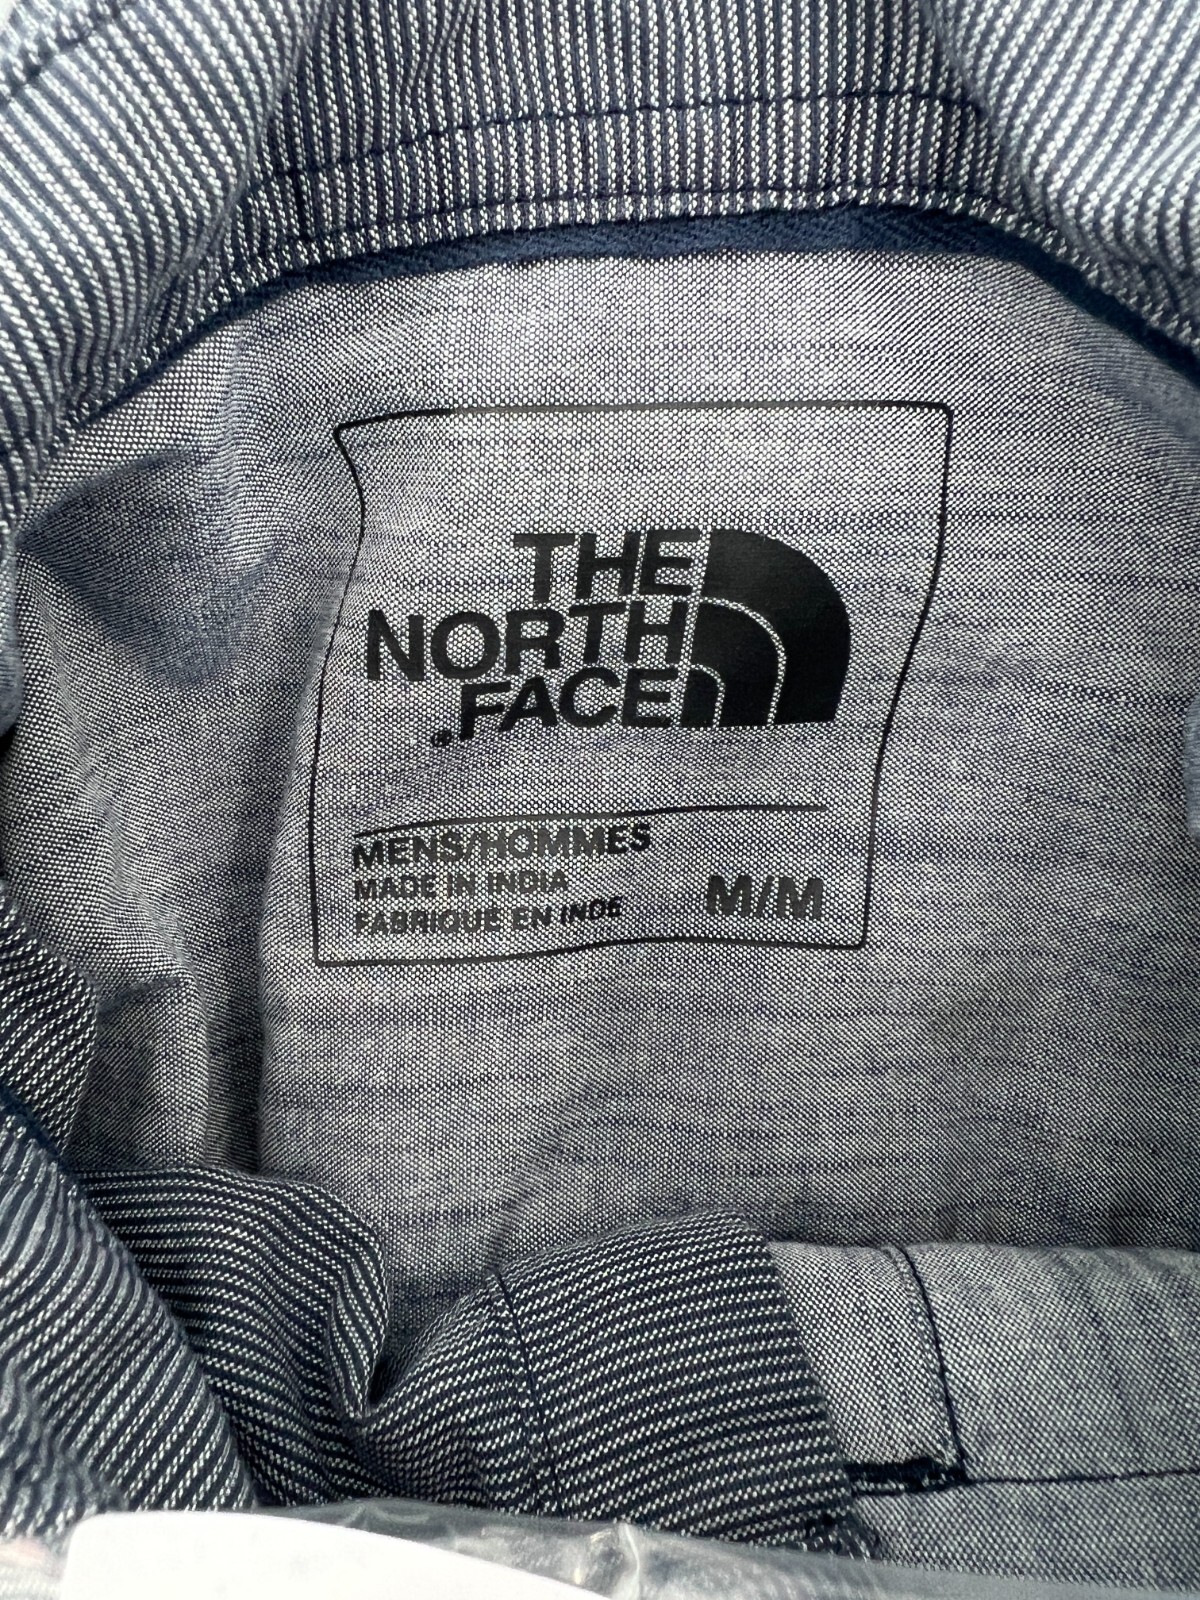 THE
NORTH
FACE®
MENS/HOMMES
MADE IN INDIA
FABRIQUE EN INDE
M/M